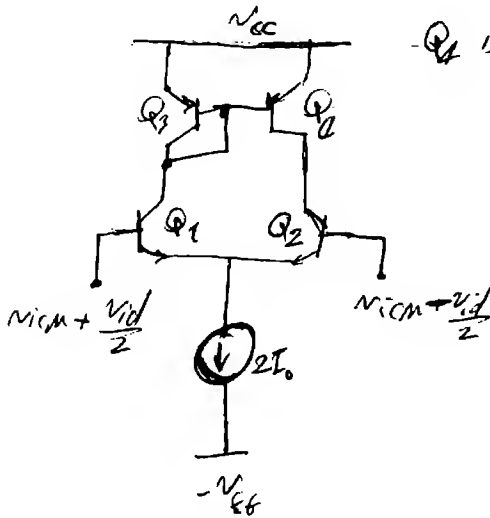 Vcc
Q4
Q3 Q4
Q1 Q2
vicm + vid/2 vicm - vid/2
2I0
-VEE